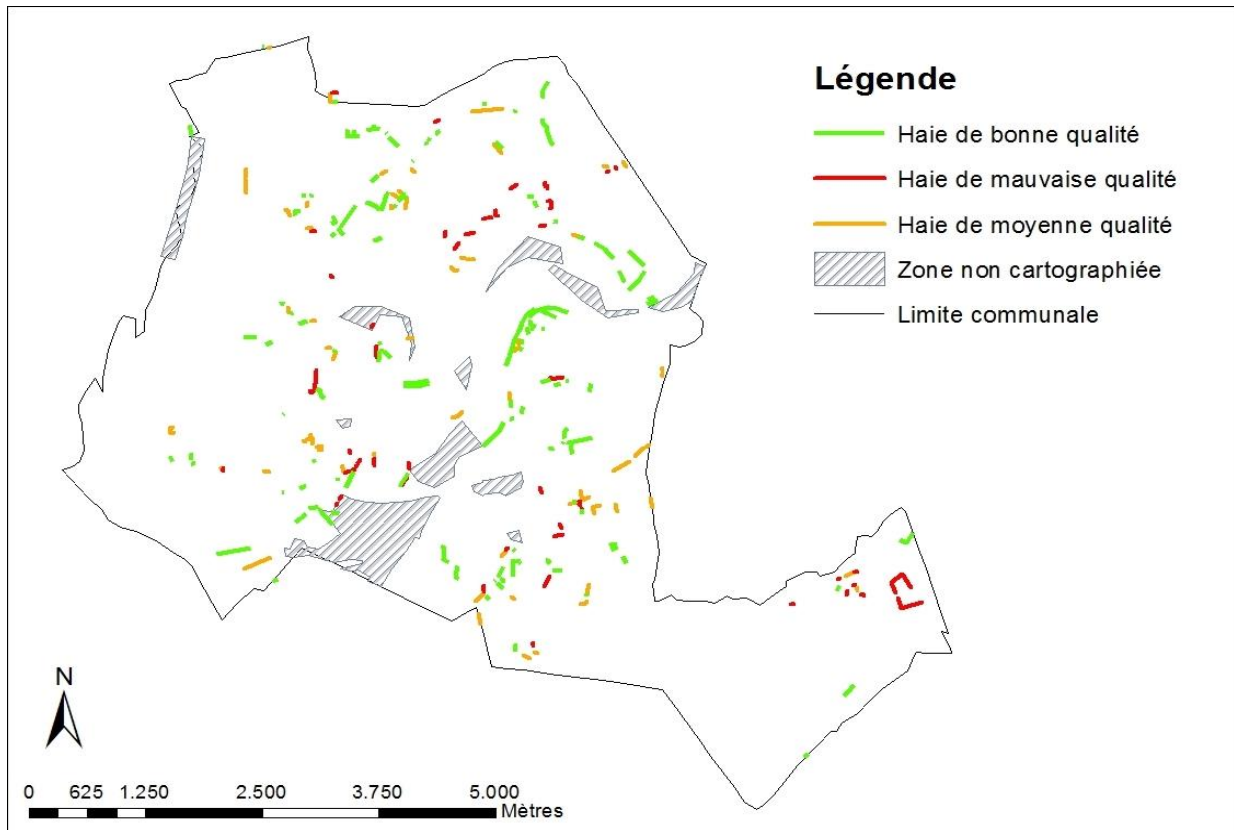 Légende
Haie de bonne qualité
Haie de mauvaise qualité
Haie de moyenne qualité
Zone non cartographiée
Limite communale
N
0 625 1.250 2.500 3.750 5.000
Mètres